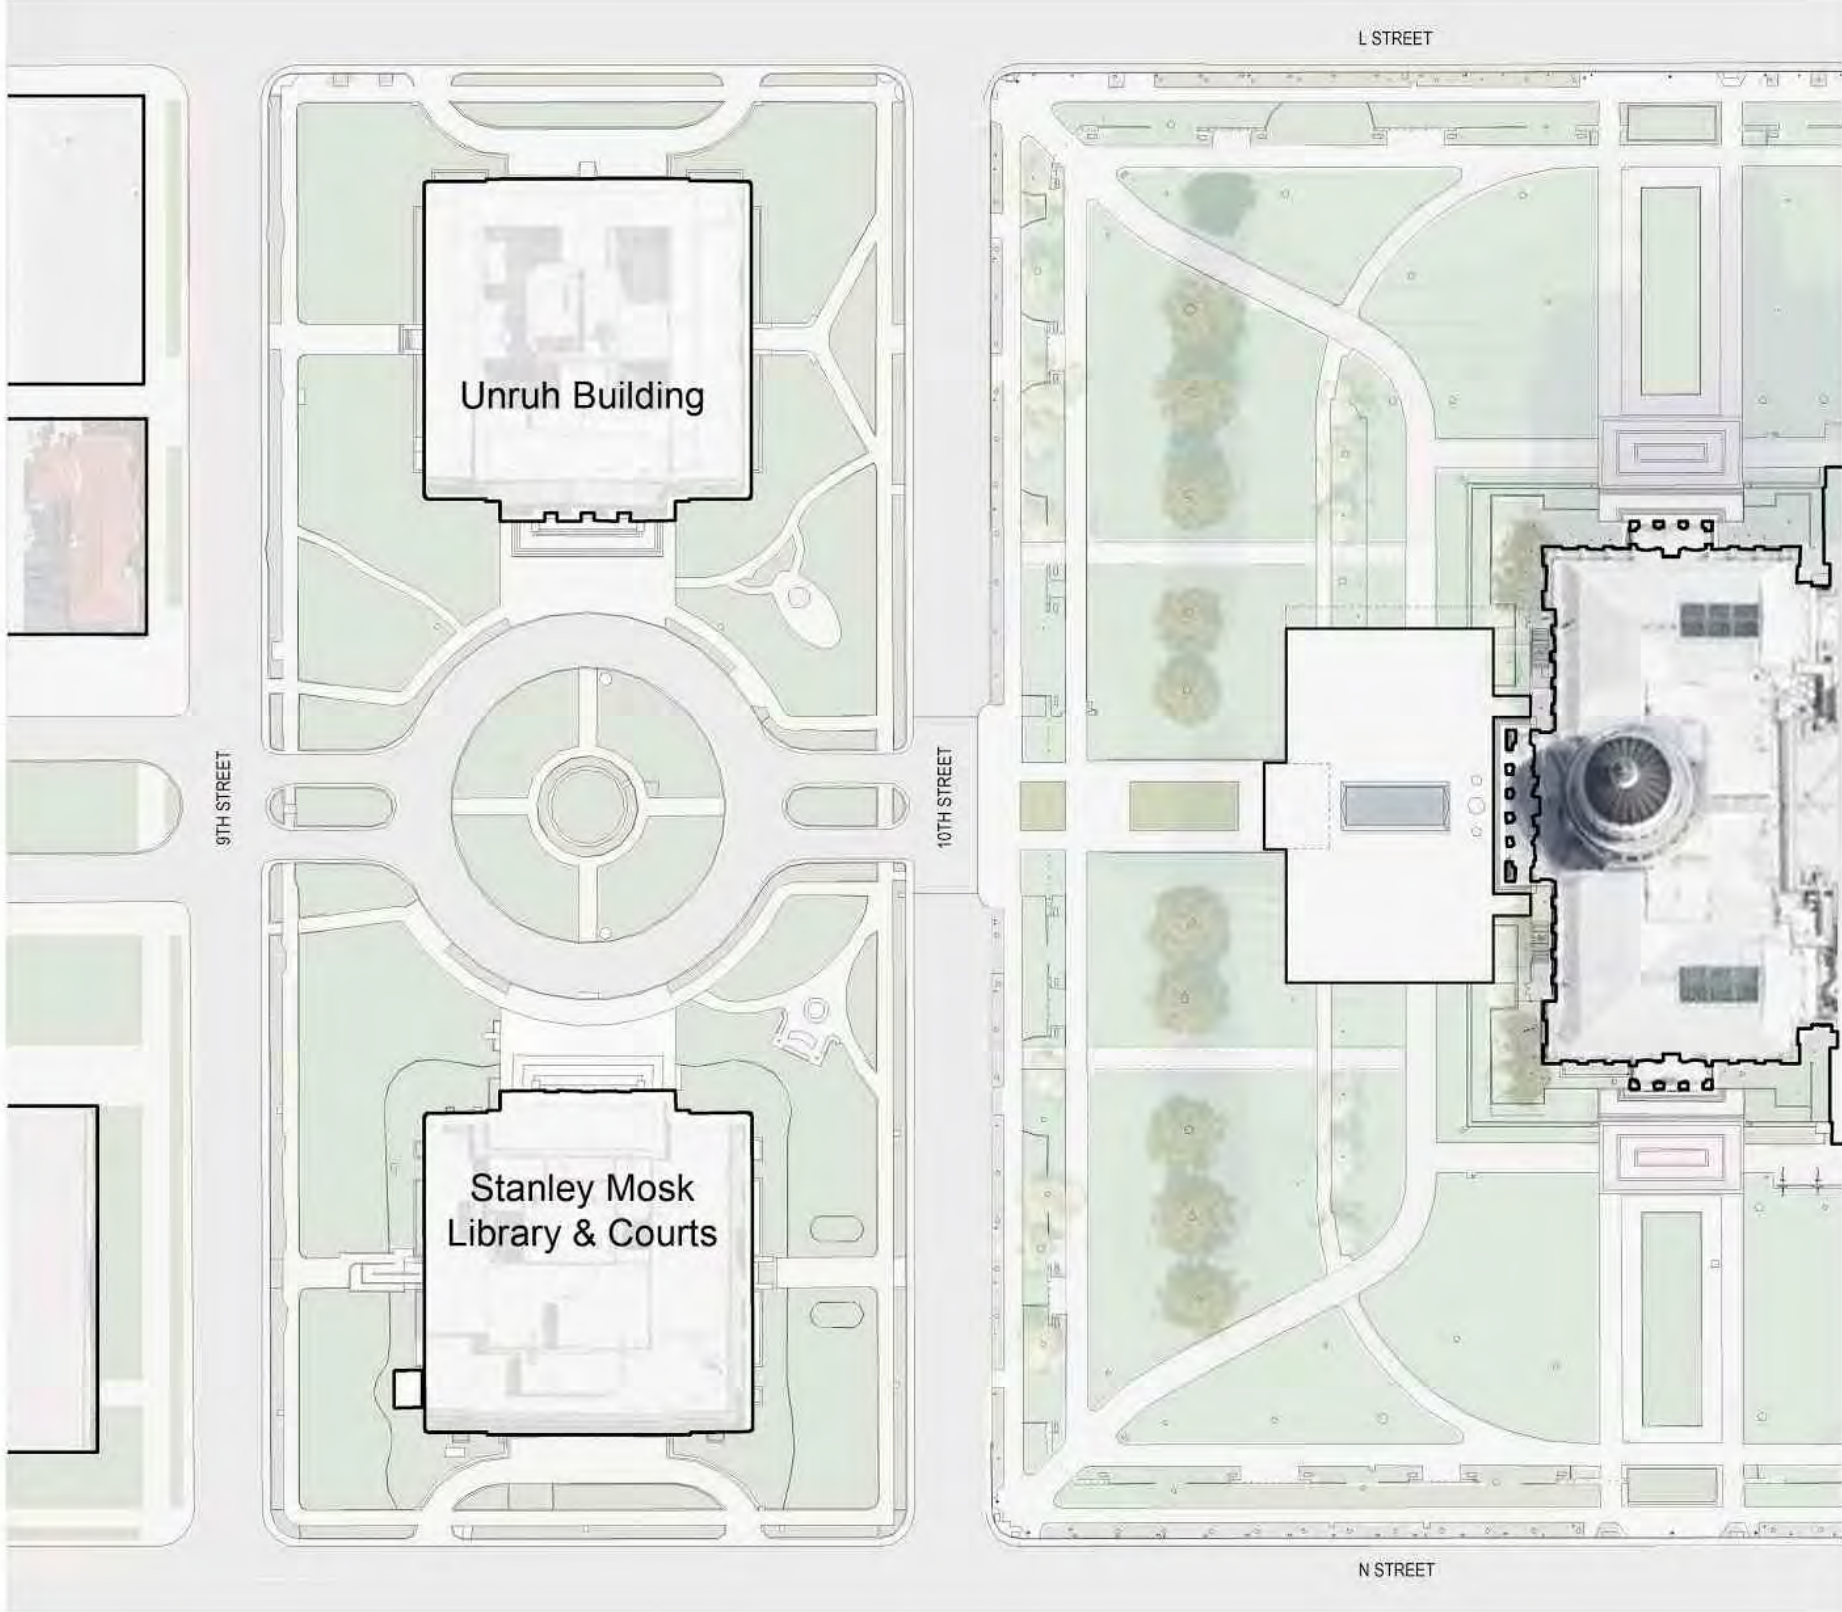 L STREET
Unruh Building
9TH STREET
10TH STREET
Stanley Mosk
Library & Courts
N STREET